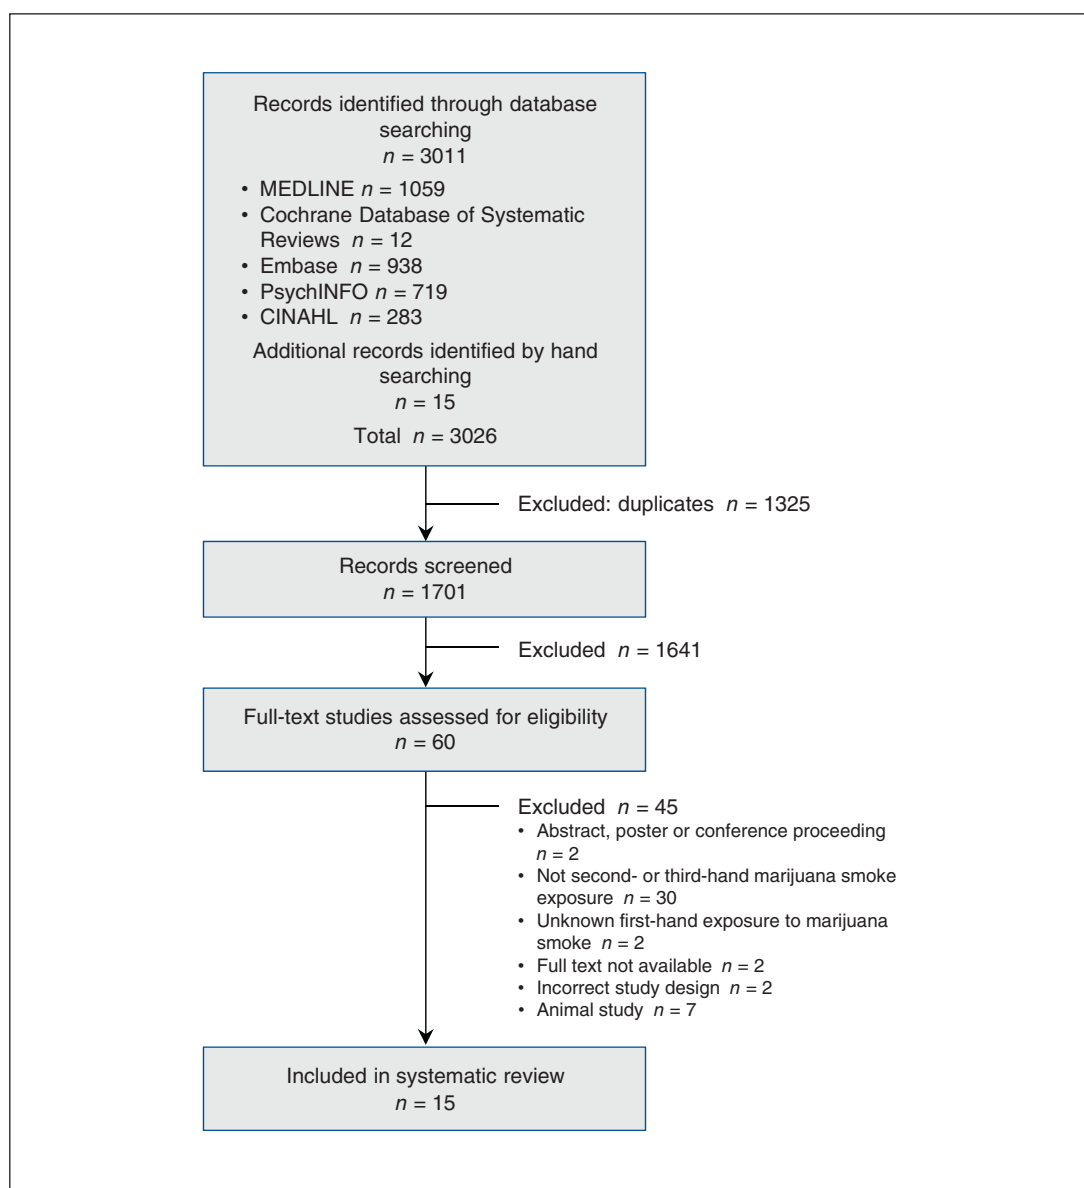 Records identified through database
searching
n = 3011
• MEDLINE n = 1059
• Cochrane Database of Systematic
Reviews n = 12
• Embase n = 938
• PsychINFO n = 719
• CINAHL n = 283
Additional records identified by hand
searching
n = 15
Total n = 3026
Excluded: duplicates n = 1325
Records screened
n = 1701
Excluded n = 1641
Full-text studies assessed for eligibility
n = 60
Excluded n = 45
• Abstract, poster or conference proceeding
n = 2
• Not second- or third-hand marijuana smoke
exposure n = 30
• Unknown first-hand exposure to marijuana
smoke n = 2
• Full text not available n = 2
• Incorrect study design n = 2
• Animal study n = 7
Included in systematic review
n = 15